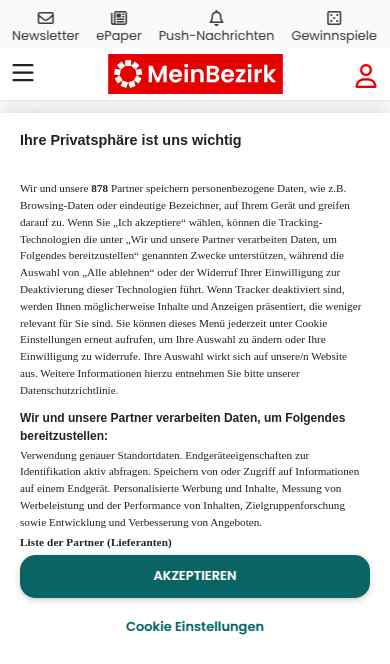 Newsletter ePaper Push-Nachrichten Gewinnspiele
MeinBezirk
Ihre Privatsphäre ist uns wichtig
Wir und unsere 878 Partner speichern personenbezogene Daten, wie z.B.
Browsing-Daten oder eindeutige Bezeichner, auf Ihrem Gerät und greifen
darauf zu. Wenn Sie „Ich akzeptiere“ wählen, können die Tracking-
Technologien die unter „Wir und unsere Partner verarbeiten Daten, um
Folgendes bereitzustellen“ genannten Zwecke unterstützen, während die
Auswahl von „Alle ablehnen“ oder der Widerruf Ihrer Einwilligung zur
Deaktivierung dieser Technologien führt. Wenn Tracker deaktiviert sind,
werden Ihnen möglicherweise Inhalte und Anzeigen präsentiert, die weniger
relevant für Sie sind. Sie können dieses Menü jederzeit unter Cookie
Einstellungen erneut aufrufen, um Ihre Auswahl zu ändern oder Ihre
Einwilligung zu widerrufe. Ihre Auswahl wirkt sich auf unsere/n Website
aus. Weitere Informationen hierzu entnehmen Sie bitte unserer
Datenschutzrichtlinie.
Wir und unsere Partner verarbeiten Daten, um Folgendes
bereitzustellen:
Verwendung genauer Standortdaten. Endgeräteeigenschaften zur
Identifikation aktiv abfragen. Speichern von oder Zugriff auf Informationen
auf einem Endgerät. Personalisierte Werbung und Inhalte, Messung von
Werbeleistung und der Performance von Inhalten, Zielgruppenforschung
sowie Entwicklung und Verbesserung von Angeboten.
Liste der Partner (Lieferanten)
AKZEPTIEREN
Cookie Einstellungen